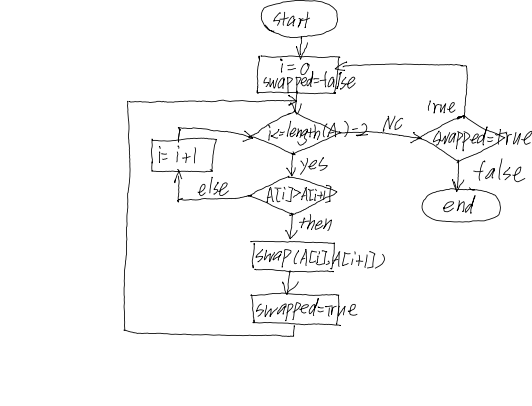 start
i=0
swapped=false
i<=length(A)-2
NO
True
swapped=true
i=i+1
yes
false
else
A[i]>A[i+1]
end
then
swap(A[i],A[i+1])
swapped=true